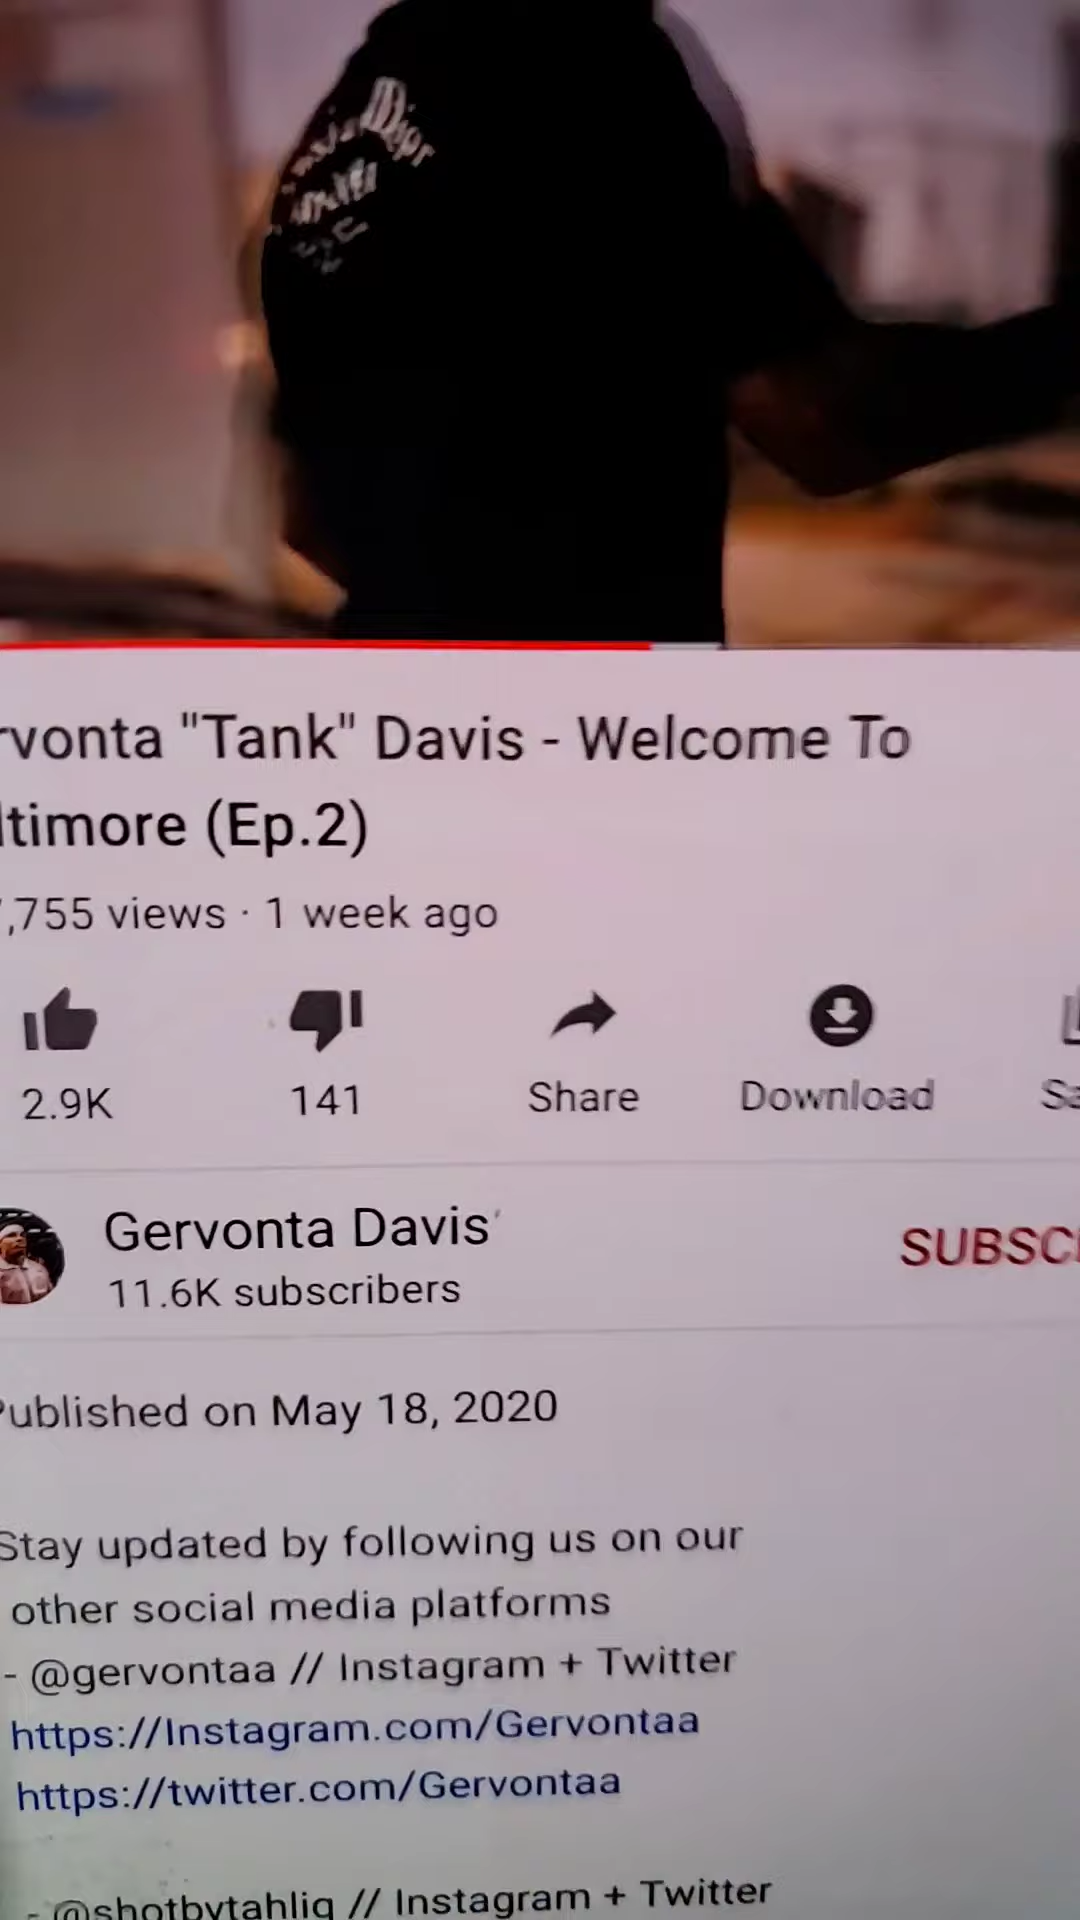 rvonta "Tank" Davis - Welcome To
ltimore (Ep.2)
,755 views · 1 week ago
2.9K
141
Share
Download
Sa
Gervonta Davis
11.6K subscribers
SUBSC
Published on May 18, 2020
Stay updated by following us on our
other social media platforms
- @gervontaa // Instagram + Twitter
https://Instagram.com/Gervontaa
https://twitter.com/Gervontaa
- @shotbytahliq // Instagram + Twitter